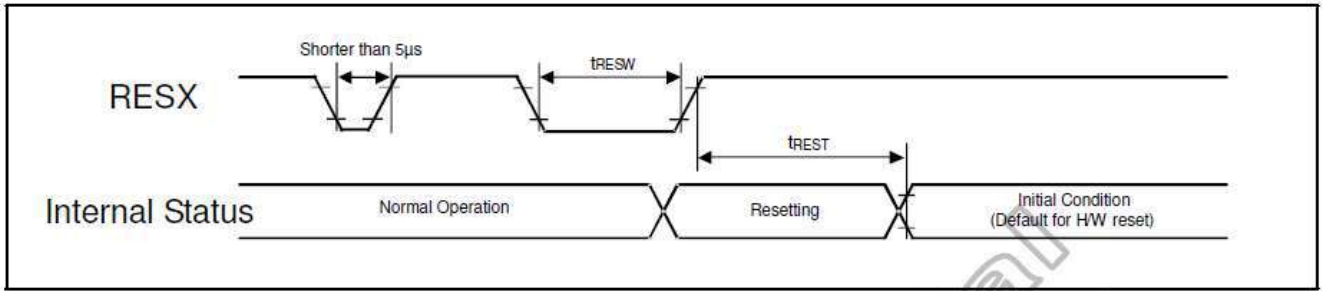 Shorter than 5µs
RESX
tRESW
tREST
Internal Status
Normal Operation
Resetting
Initial Condition
(Default for H/W reset)